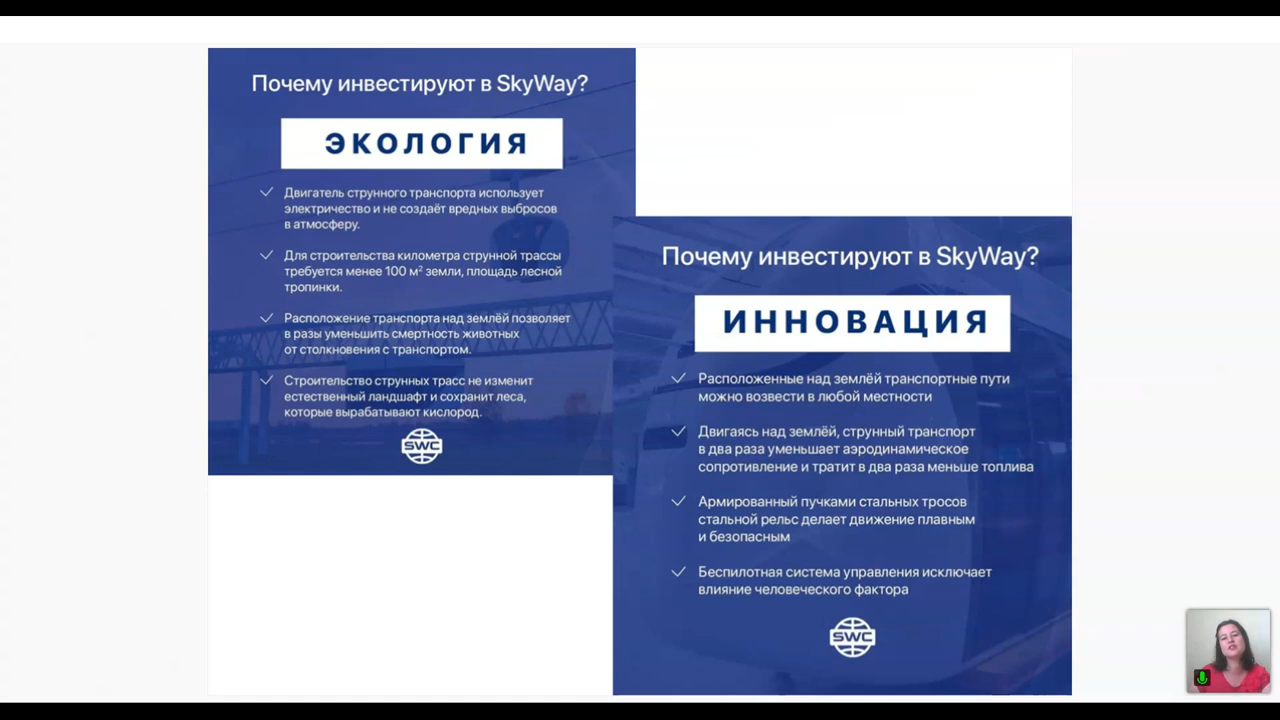 Почему инвестируют в SkyWay?
ЭКОЛОГИЯ
Двигатель струнного транспорта использует
электричество и не создаёт вредных выбросов
в атмосферу.
Для строительства километра струнной трассы
требуется менее 100 м² земли, площадь лесной
тропинки.
Расположение транспорта над землёй позволяет
в разы уменьшить смертность животных
от столкновения с транспортом.
Строительство струнных трасс не изменит
естественный ландшафт и сохранит леса,
которые вырабатывают кислород.
SWC
Почему инвестируют в SkyWay?
ИННОВАЦИЯ
Расположенные над землёй транспортные пути
можно возвести в любой местности
Двигаясь над землёй, струнный транспорт
в два раза уменьшает аэродинамическое
сопротивление и тратит в два раза меньше топлива
Армированный пучками стальных тросов
стальной рельс делает движение плавным
и безопасным
Беспилотная система управления исключает
влияние человеческого фактора
SWC